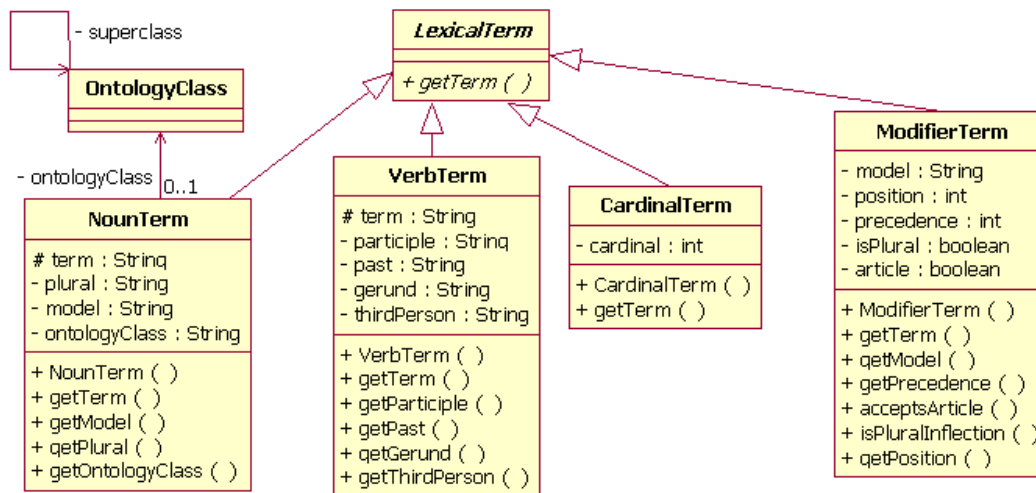 - superclass
OntologyClass
- ontologyClass
0..1
LexicalTerm
+ getTerm ( )
NounTerm
# term : String
- plural : String
- model : String
- ontologyClass : String
+ NounTerm ( )
+ getTerm ( )
+ getModel ( )
+ getPlural ( )
+ getOntologyClass ( )
VerbTerm
# term : String
- participle : String
- past : String
- gerund : String
- thirdPerson : String
+ VerbTerm ( )
+ getTerm ( )
+ getParticiple ( )
+ getPast ( )
+ getGerund ( )
+ getThirdPerson ( )
CardinalTerm
- cardinal : int
+ CardinalTerm ( )
+ getTerm ( )
ModifierTerm
- model : String
- position : int
- precedence : int
- isPlural : boolean
- article : boolean
+ ModifierTerm ( )
+ getTerm ( )
+ getModel ( )
+ getPrecedence ( )
+ acceptsArticle ( )
+ isPluralInflection ( )
+ getPosition ( )